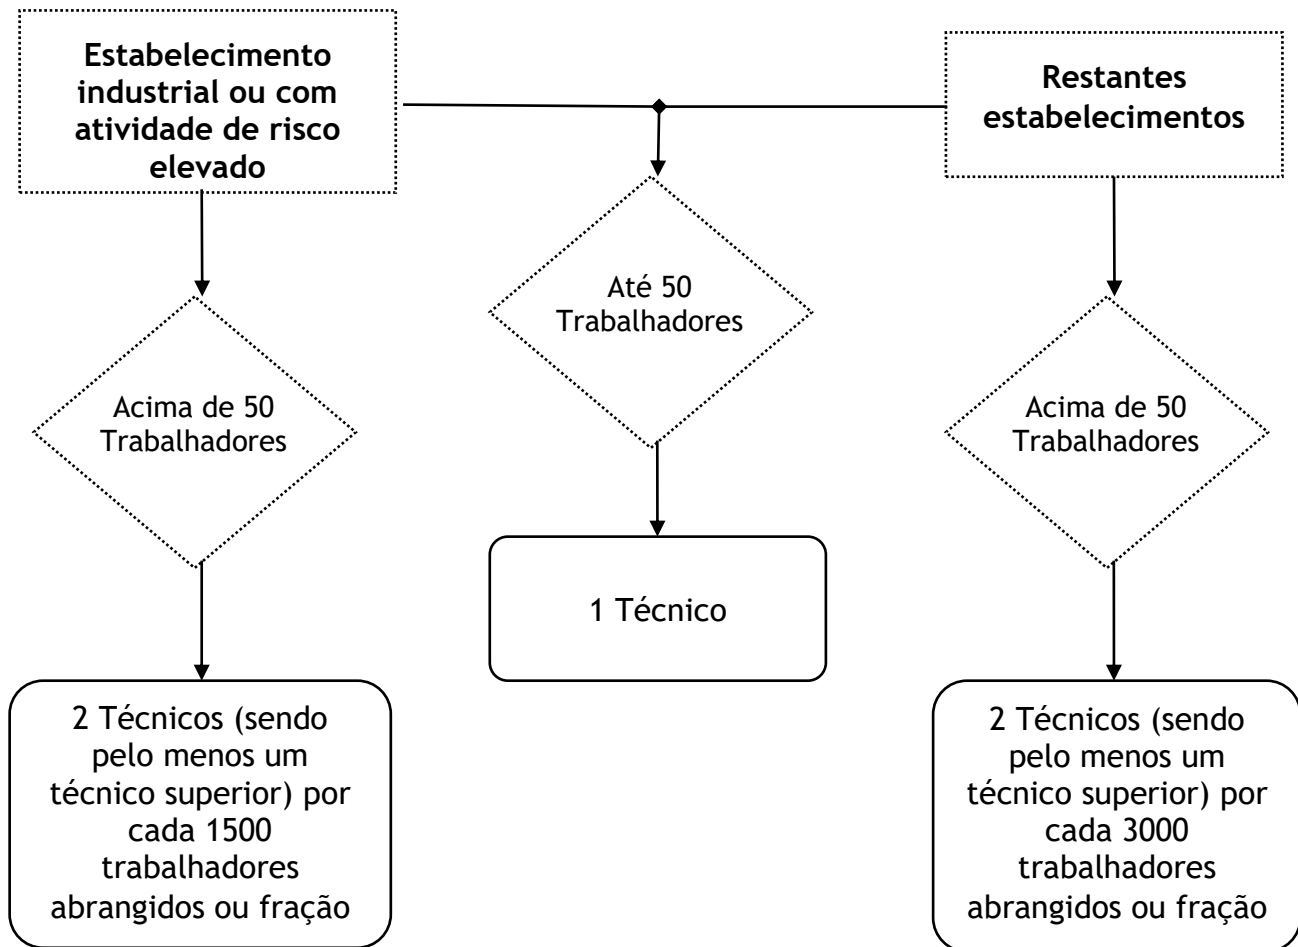 Estabelecimento
industrial ou com
atividade de risco
elevado
Restantes
estabelecimentos
Até 50
Trabalhadores
Acima de 50
Trabalhadores
Acima de 50
Trabalhadores
1 Técnico
2 Técnicos (sendo
pelo menos um
técnico superior) por
cada 1500
trabalhadores
abrangidos ou fração
2 Técnicos (sendo
pelo menos um
técnico superior) por
cada 3000
trabalhadores
abrangidos ou fração